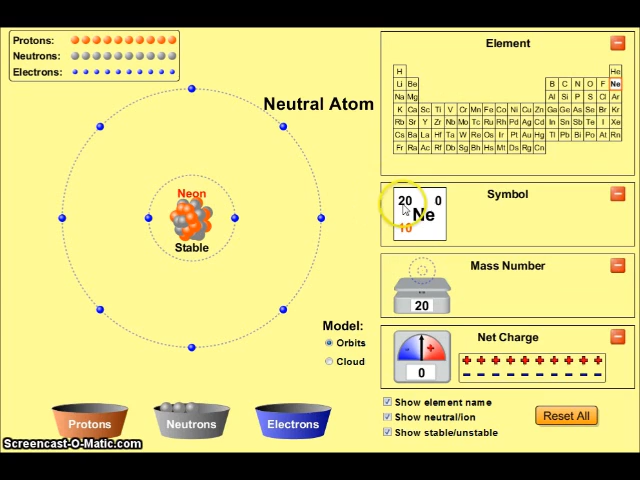 Protons:
Neutrons:
Electrons:
Neutral Atom
Neon
Stable
Model:
Orbits
Cloud
Protons
Neutrons
Electrons
Element
H He
Li Be B C N O F Ne
Na Mg Al Si P S Cl Ar
K Ca Sc Ti V Cr Mn Fe Co Ni Cu Zn Ga Ge As Se Br Kr
Rb Sr Y Zr Nb Mo Tc Ru Rh Pd Ag Cd In Sn Sb Te I Xe
Cs Ba La Hf Ta W Re Os Ir Pt Au Hg Tl Pb Bi Po At Rn
Fr Ra Ac Rf Db Sg Bh Hs Mt Ds Rg Cn
Symbol
20 0
Ne
10
Mass Number
20
Net Charge
- +
0
+ + + + + + + + + +
- - - - - - - - - -
Show element name
Show neutral/ion
Show stable/unstable
Reset All
Screencast-O-Matic.com